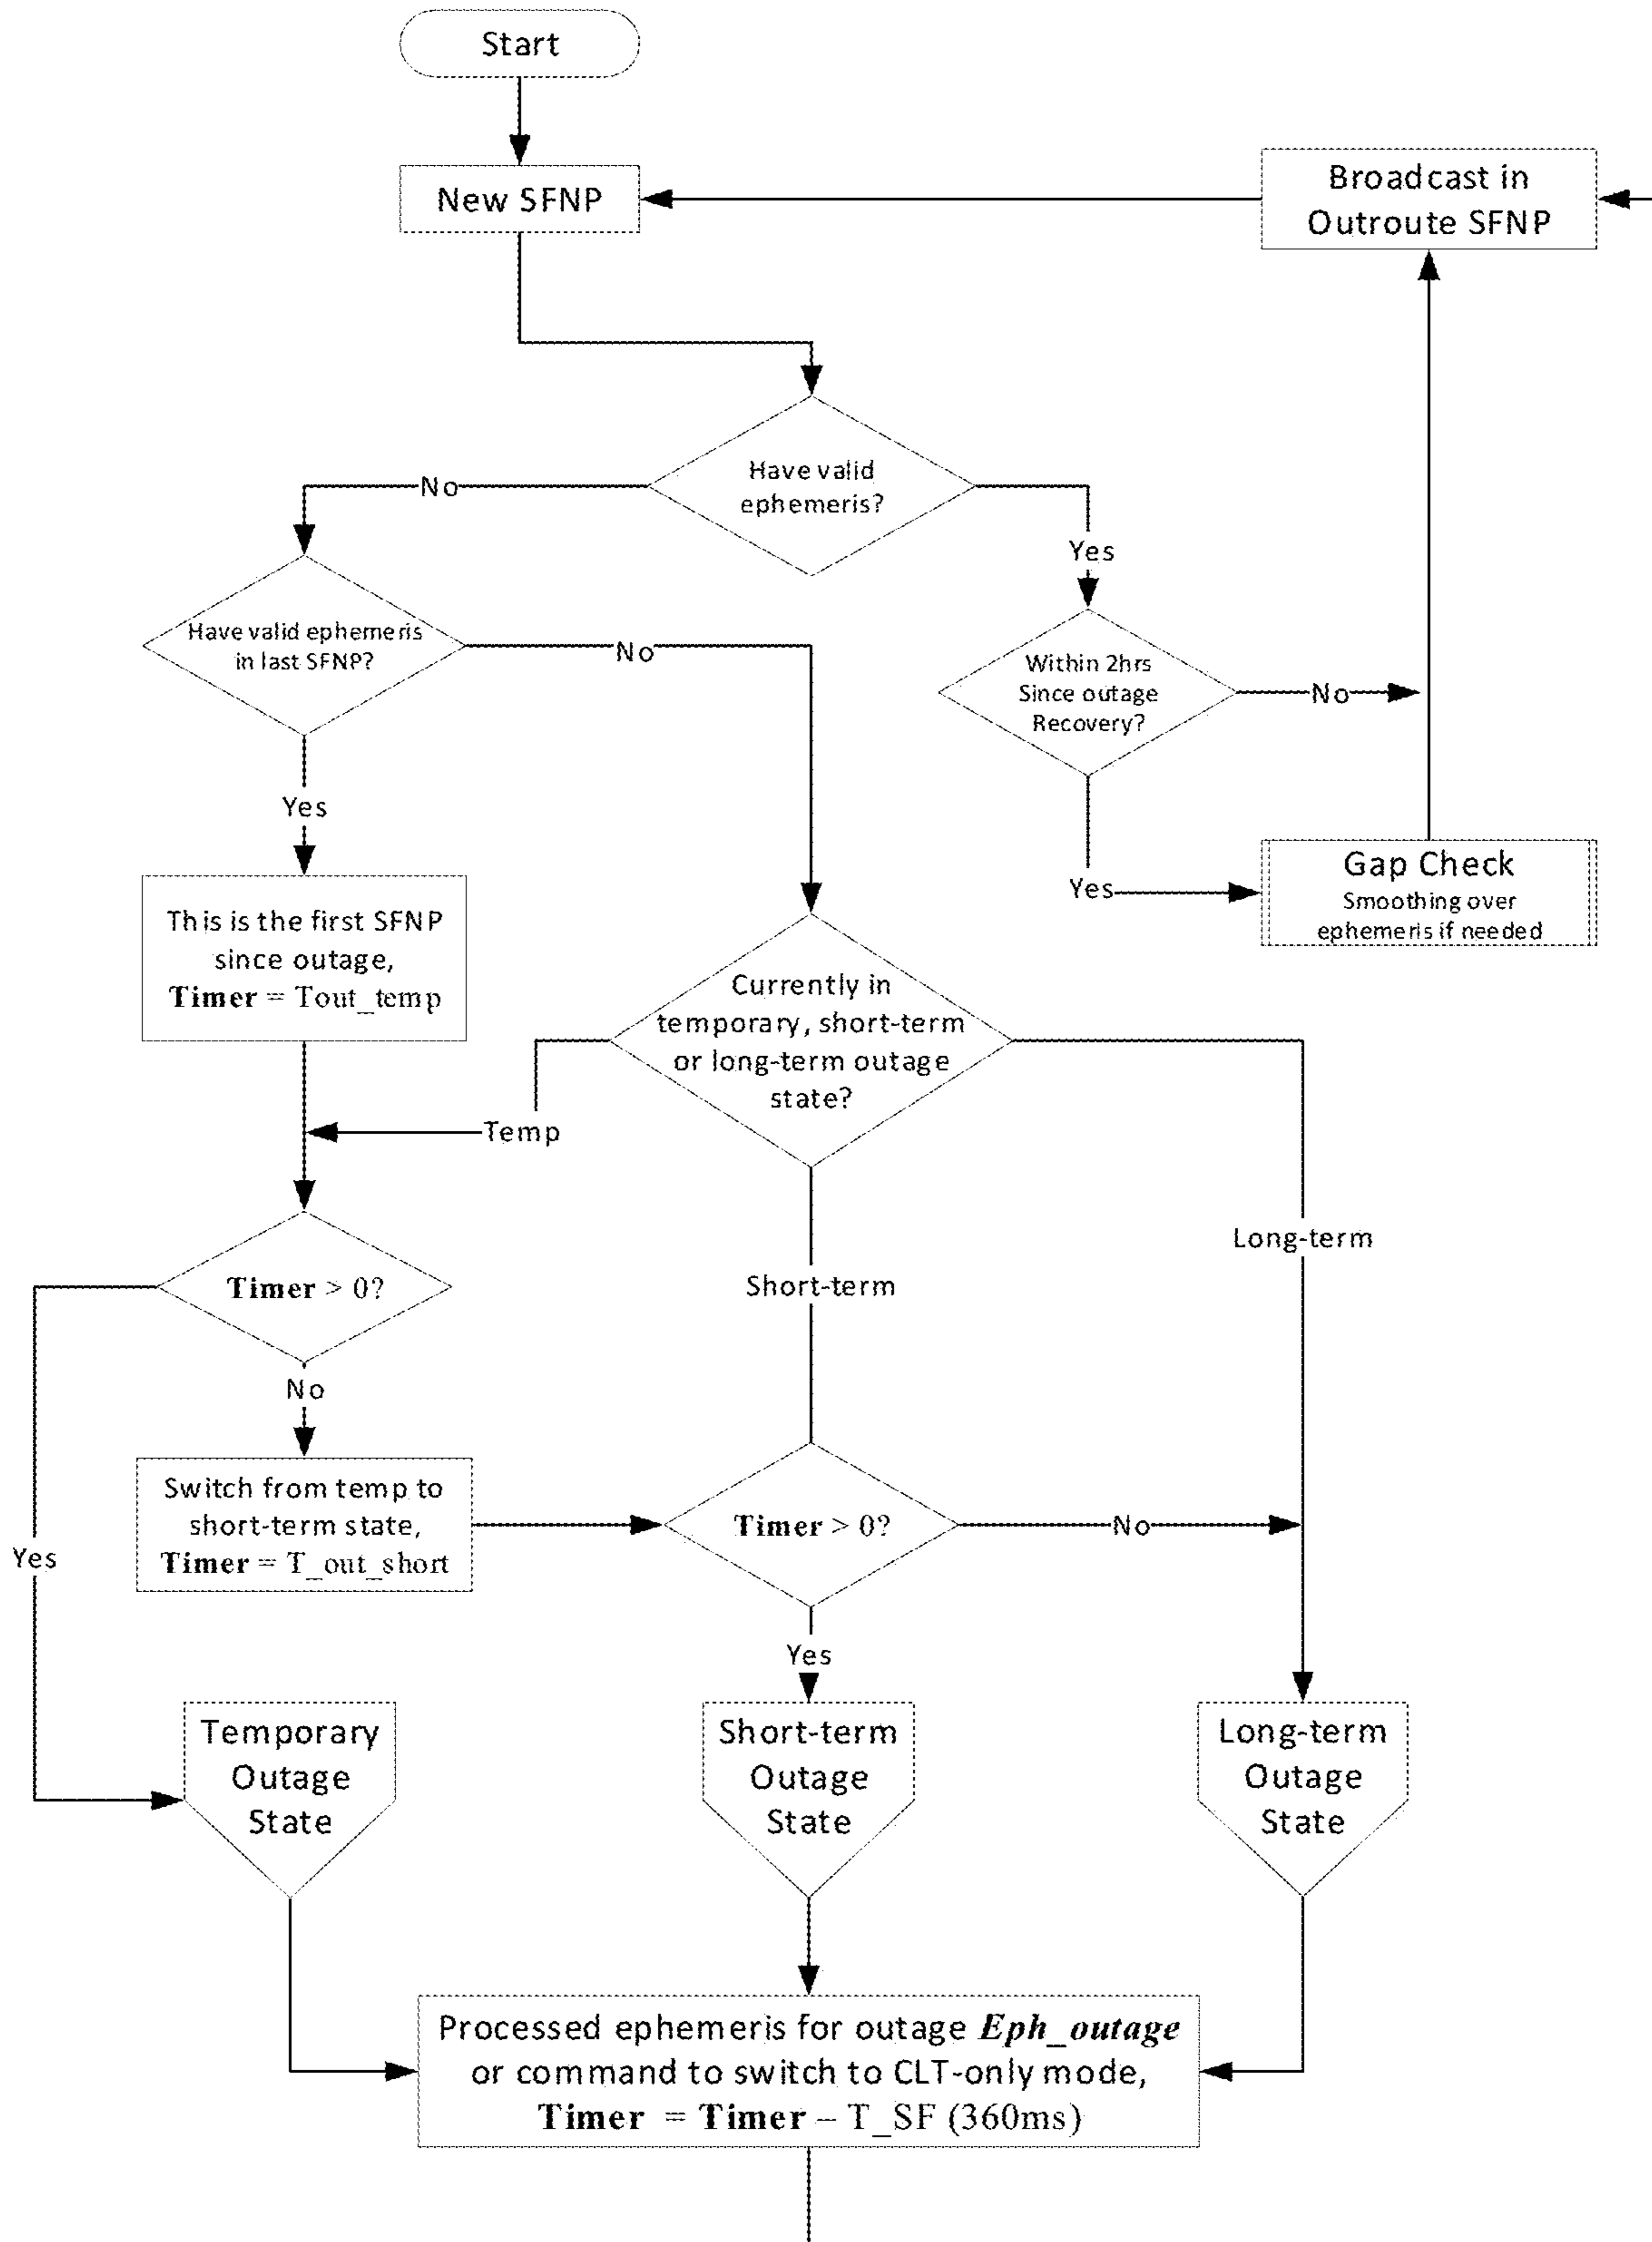 Start
New SFNP
Broadcast in
Outroute SFNP
Have valid
ephemeris?
No
Yes
Have valid ephemeris
in last SFNP?
No
Within 2hrs
Since outage
Recovery?
No
Yes
Yes
Gap Check
Smoothing over
ephemeris if needed
This is the first SFNP
since outage,
Timer = Tout_temp
Currently in
temporary, short-term
or long-term outage
state?
Temp
Long-term
Short-term
Timer > 0?
No
Yes
Switch from temp to
short-term state,
Timer = T_out_short
Timer > 0?
No
Yes
Temporary
Outage
State
Short-term
Outage
State
Long-term
Outage
State
Processed ephemeris for outage Eph_outage
or command to switch to CLT-only mode,
Timer = Timer – T_SF (360ms)